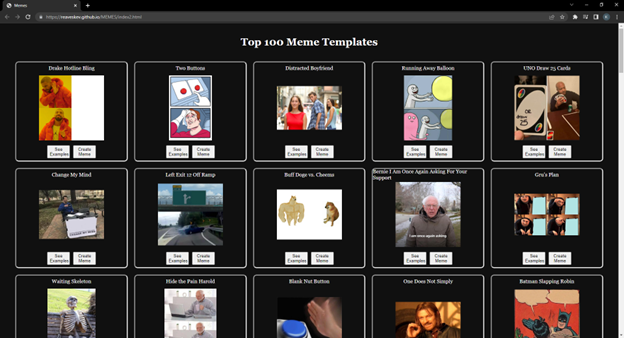 Memes
https://reaveskev.github.io/MEMES/index2.html
Top 100 Meme Templates
Drake Hotline Bling
Two Buttons
Distracted Boyfriend
Running Away Balloon
UNO Draw 25 Cards
OR
DRAW
25
See
Examples
Create
Meme
See
Examples
Create
Meme
See
Examples
Create
Meme
See
Examples
Create
Meme
See
Examples
Create
Meme
Change My Mind
Left Exit 12 Off Ramp
Buff Doge vs. Cheems
Bernie I Am Once Again Asking For Your
Support
Gru's Plan
I am once again asking
See
Examples
Create
Meme
See
Examples
Create
Meme
See
Examples
Create
Meme
See
Examples
Create
Meme
See
Examples
Create
Meme
Waiting Skeleton
Hide the Pain Harold
Blank Nut Button
One Does Not Simply
Batman Slapping Robin